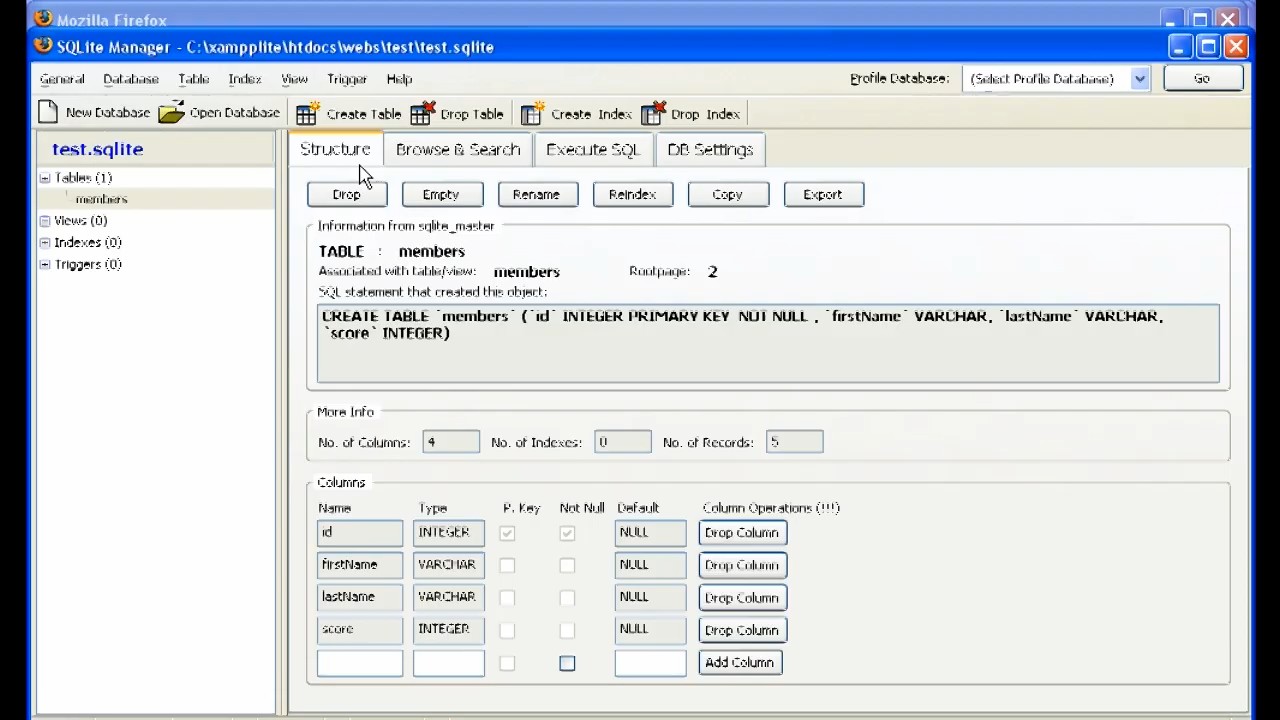 Mozilla Firefox
SQLite Manager - C:\xampplite\htdocs\webs\test\test.sqlite
General Database Table Index View Trigger Help Profile Database: (Select Profile Database) Go
New Database Open Database Create Table Drop Table Create Index Drop Index
test.sqlite
Structure Browse & Search Execute SQL DB Settings
Tables (1)
members
Views (0)
Indexes (0)
Triggers (0)
Drop Empty Rename Reindex Copy Export
Information from sqlite_master
TABLE : members
Associated with table/view: members Rootpage: 2
SQL statement that created this object:
CREATE TABLE `members` (`id` INTEGER PRIMARY KEY NOT NULL , `firstName` VARCHAR, `lastName` VARCHAR,
`score` INTEGER)
More Info
No. of Columns: 4 No. of Indexes: 0 No. of Records: 5
Columns
Name Type P. Key Not Null Default Column Operations (!!!)
id INTEGER NULL Drop Column
firstName VARCHAR NULL Drop Column
lastName VARCHAR NULL Drop Column
score INTEGER NULL Drop Column
Add Column